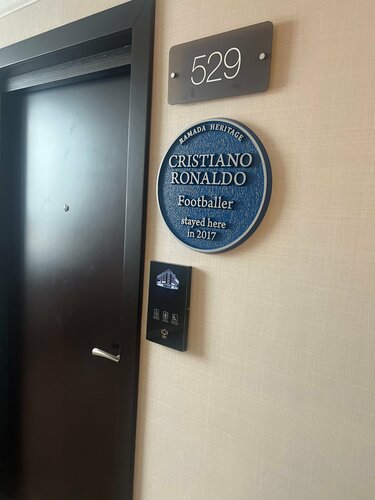 529
RAMADA HERITAGE
CRISTIANO
RONALDO
Footballer
stayed here
in 2017